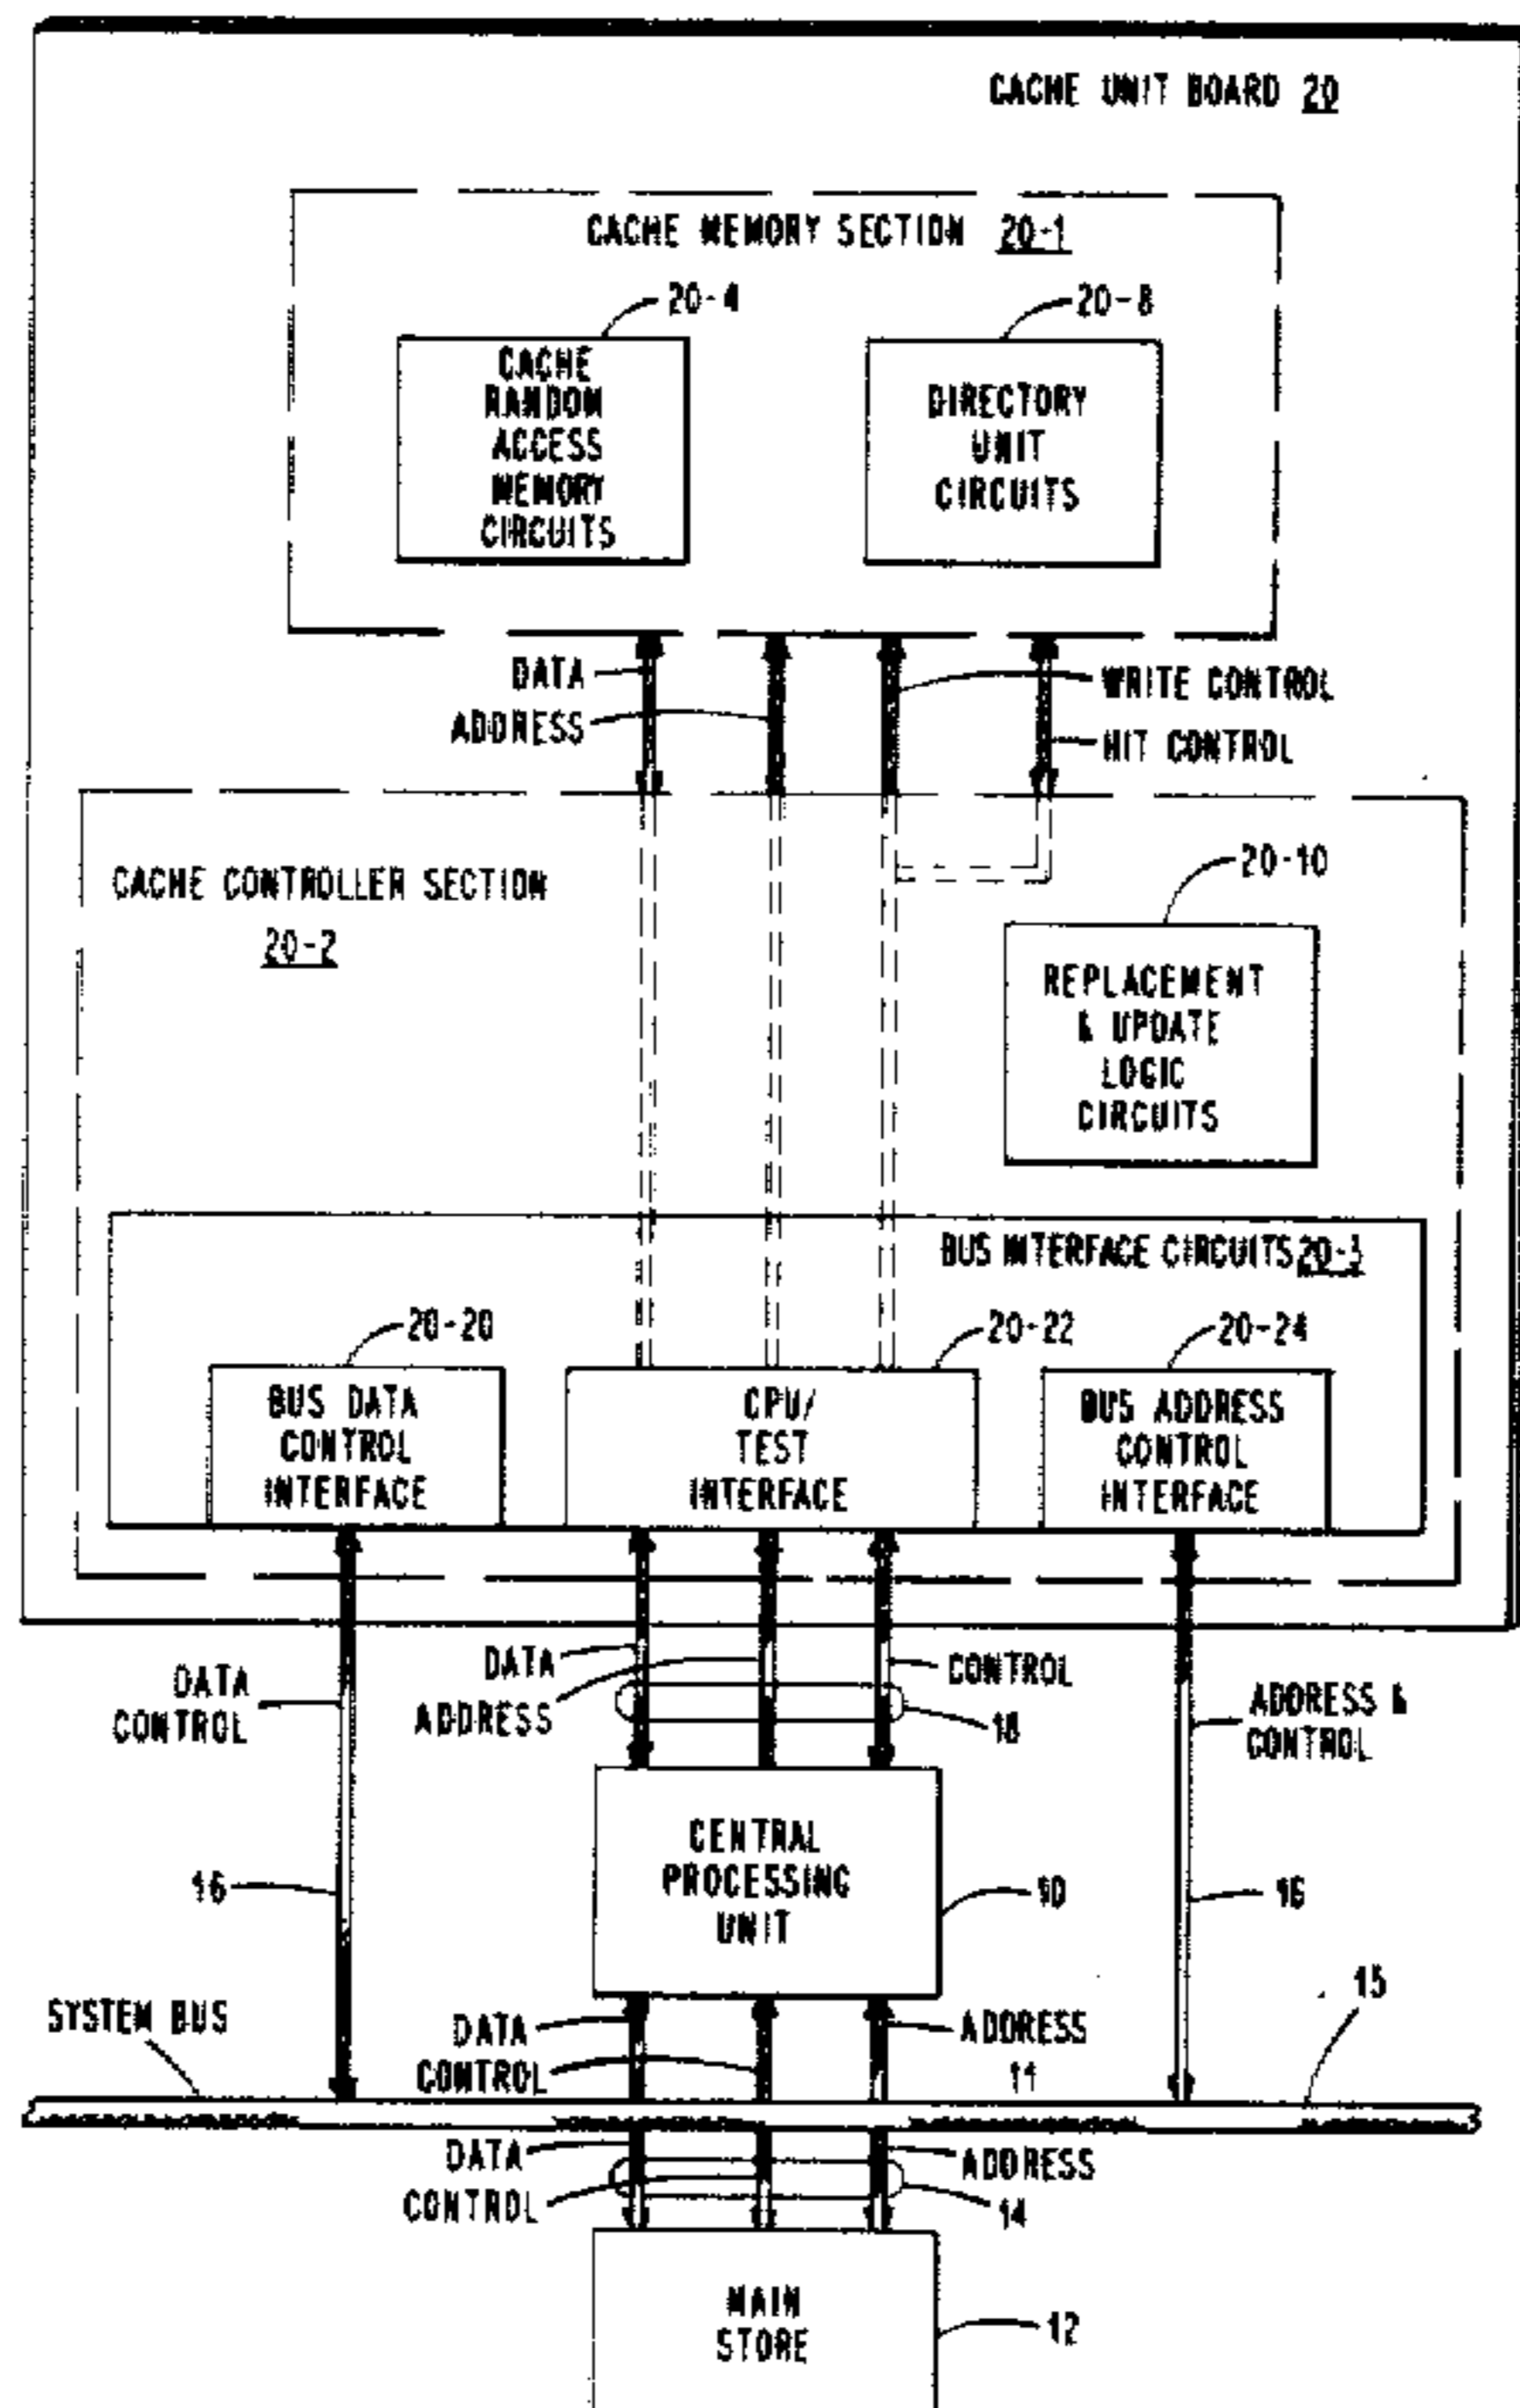 CACHE UNIT BOARD 20
CACHE MEMORY SECTION 20-1
20-4
20-8
CACHE
RANDOM
ACCESS
MEMORY
CIRCUITS
DIRECTORY
UNIT
CIRCUITS
DATA
ADDRESS
WRITE CONTROL
HIT CONTROL
CACHE CONTROLLER SECTION
20-2
20-10
REPLACEMENT
& UPDATE
LOGIC
CIRCUITS
BUS INTERFACE CIRCUITS
20-20
20-22
20-24
BUS DATA
CONTROL
INTERFACE
CPU/
TEST
INTERFACE
BUS ADDRESS
CONTROL
INTERFACE
DATA
CONTROL
DATA
ADDRESS
CONTROL
ADDRESS &
CONTROL
CENTRAL
PROCESSING
UNIT
10
16
16
15
SYSTEM BUS
DATA
CONTROL
ADDRESS
11
DATA
CONTROL
ADDRESS
14
MAIN
STORE
12